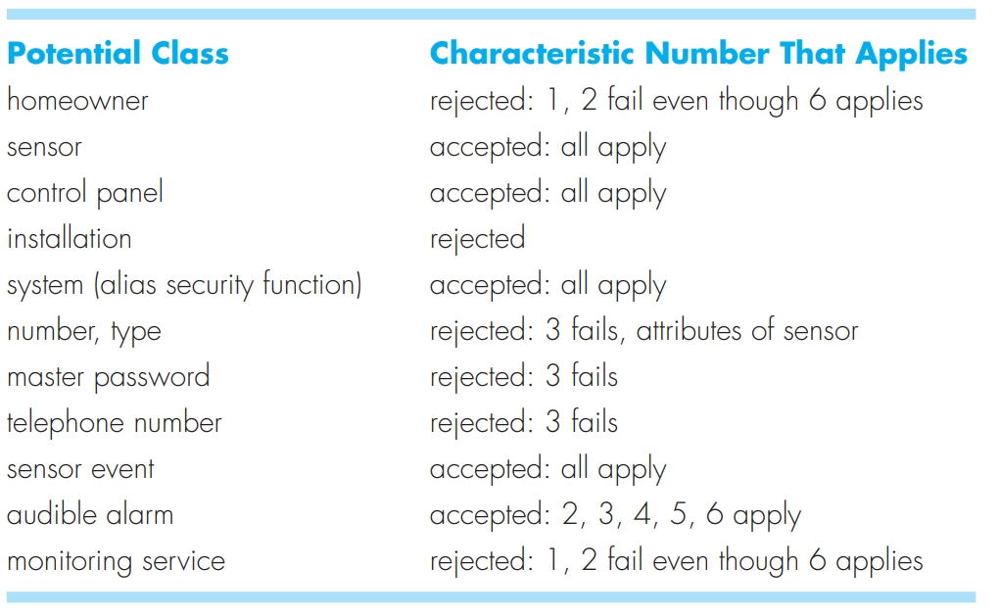 Potential Class Characteristic Number That Applies
homeowner rejected: 1, 2 fail even though 6 applies
sensor accepted: all apply
control panel accepted: all apply
installation rejected
system (alias security function) accepted: all apply
number, type rejected: 3 fails, attributes of sensor
master password rejected: 3 fails
telephone number rejected: 3 fails
sensor event accepted: all apply
audible alarm accepted: 2, 3, 4, 5, 6 apply
monitoring service rejected: 1, 2 fail even though 6 applies